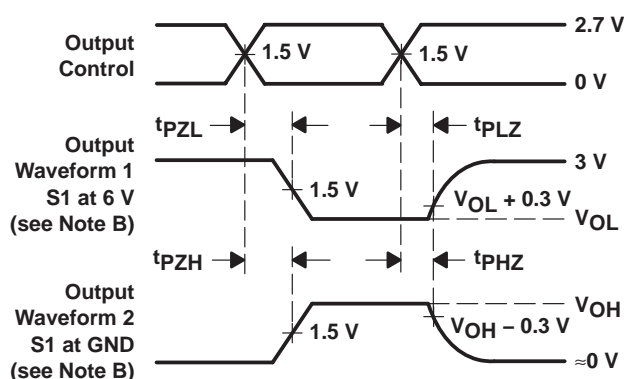 Output
Control
1.5 V
1.5 V
2.7 V
0 V
tPZL
tPLZ
Output
Waveform 1
S1 at 6 V
(see Note B)
1.5 V
3 V
VOL + 0.3 V
VOL
tPZH
tPHZ
Output
Waveform 2
S1 at GND
(see Note B)
1.5 V
VOH
VOH − 0.3 V
≈0 V